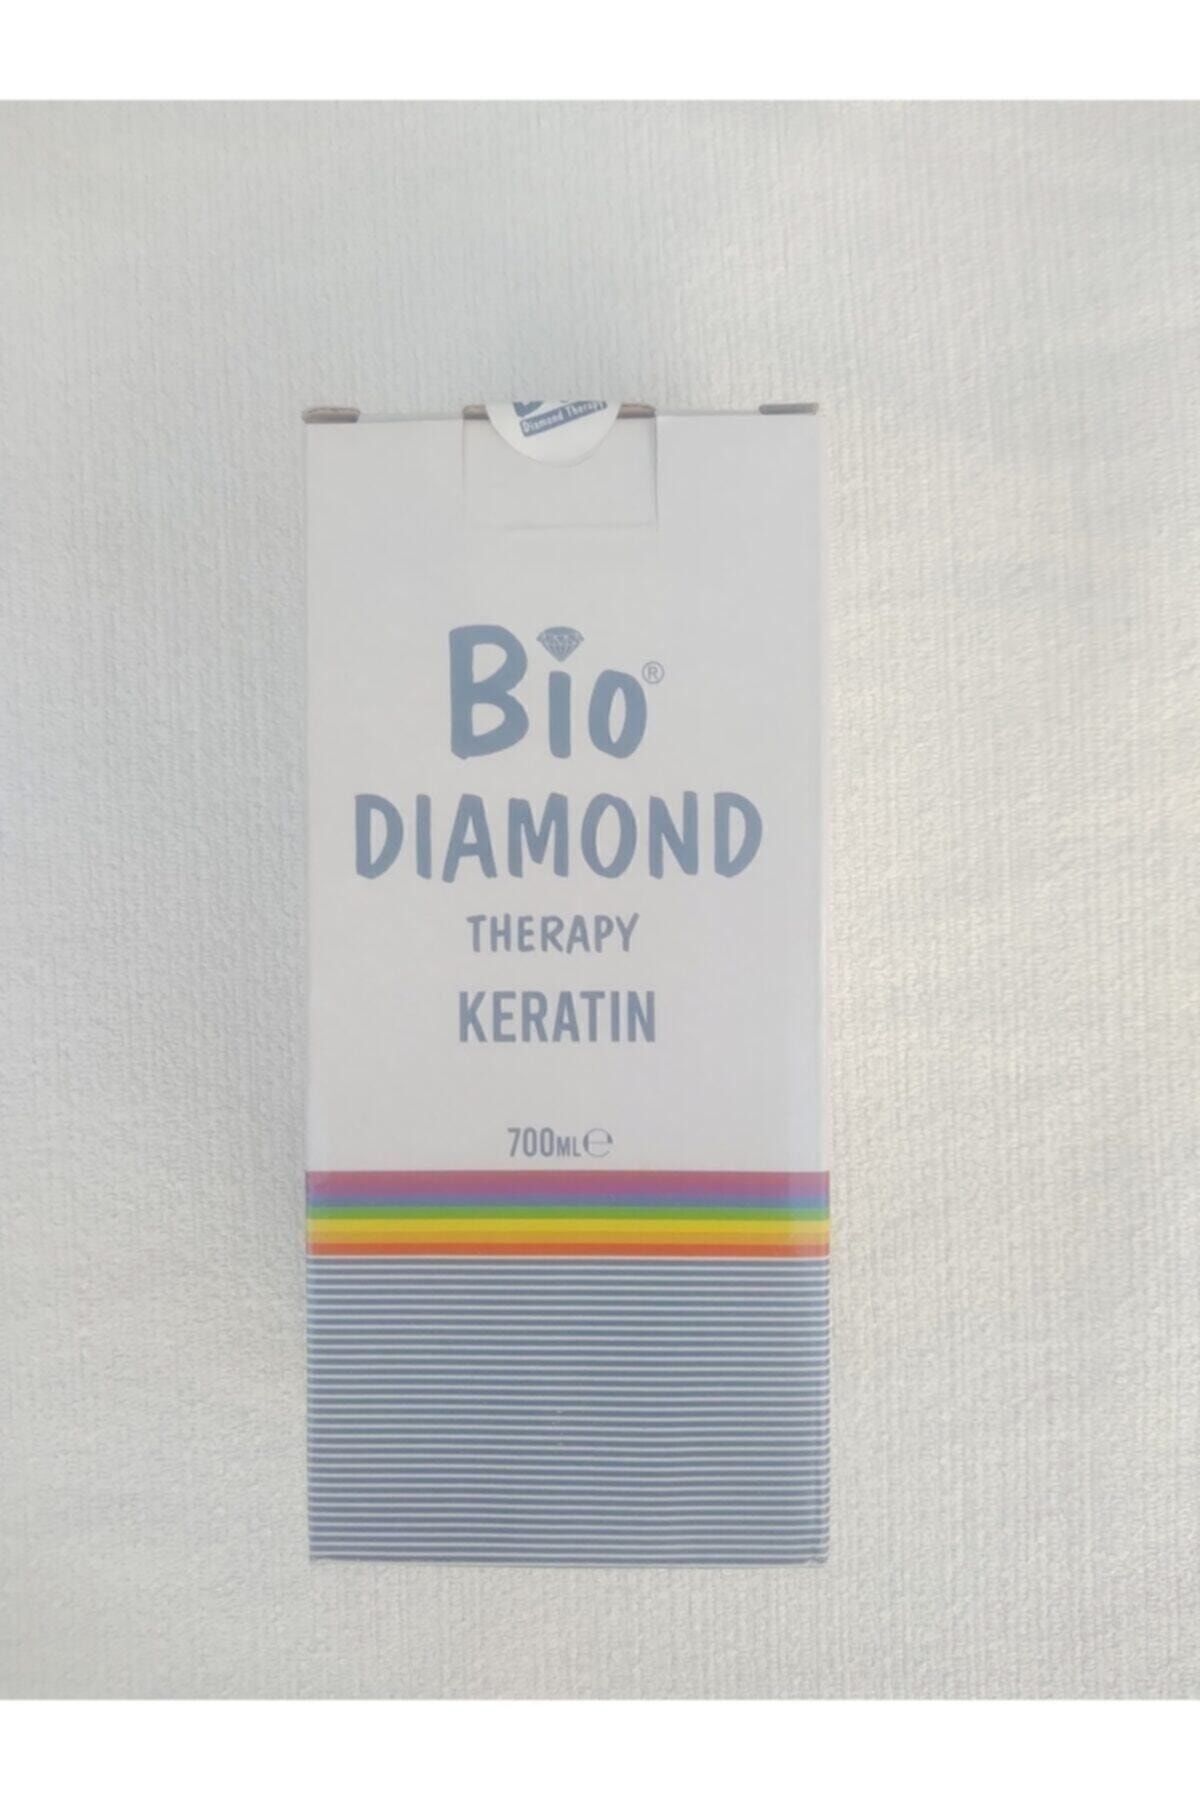 Diamond Therapy
Bio®
DIAMOND
THERAPY
KERATIN
700ML℮